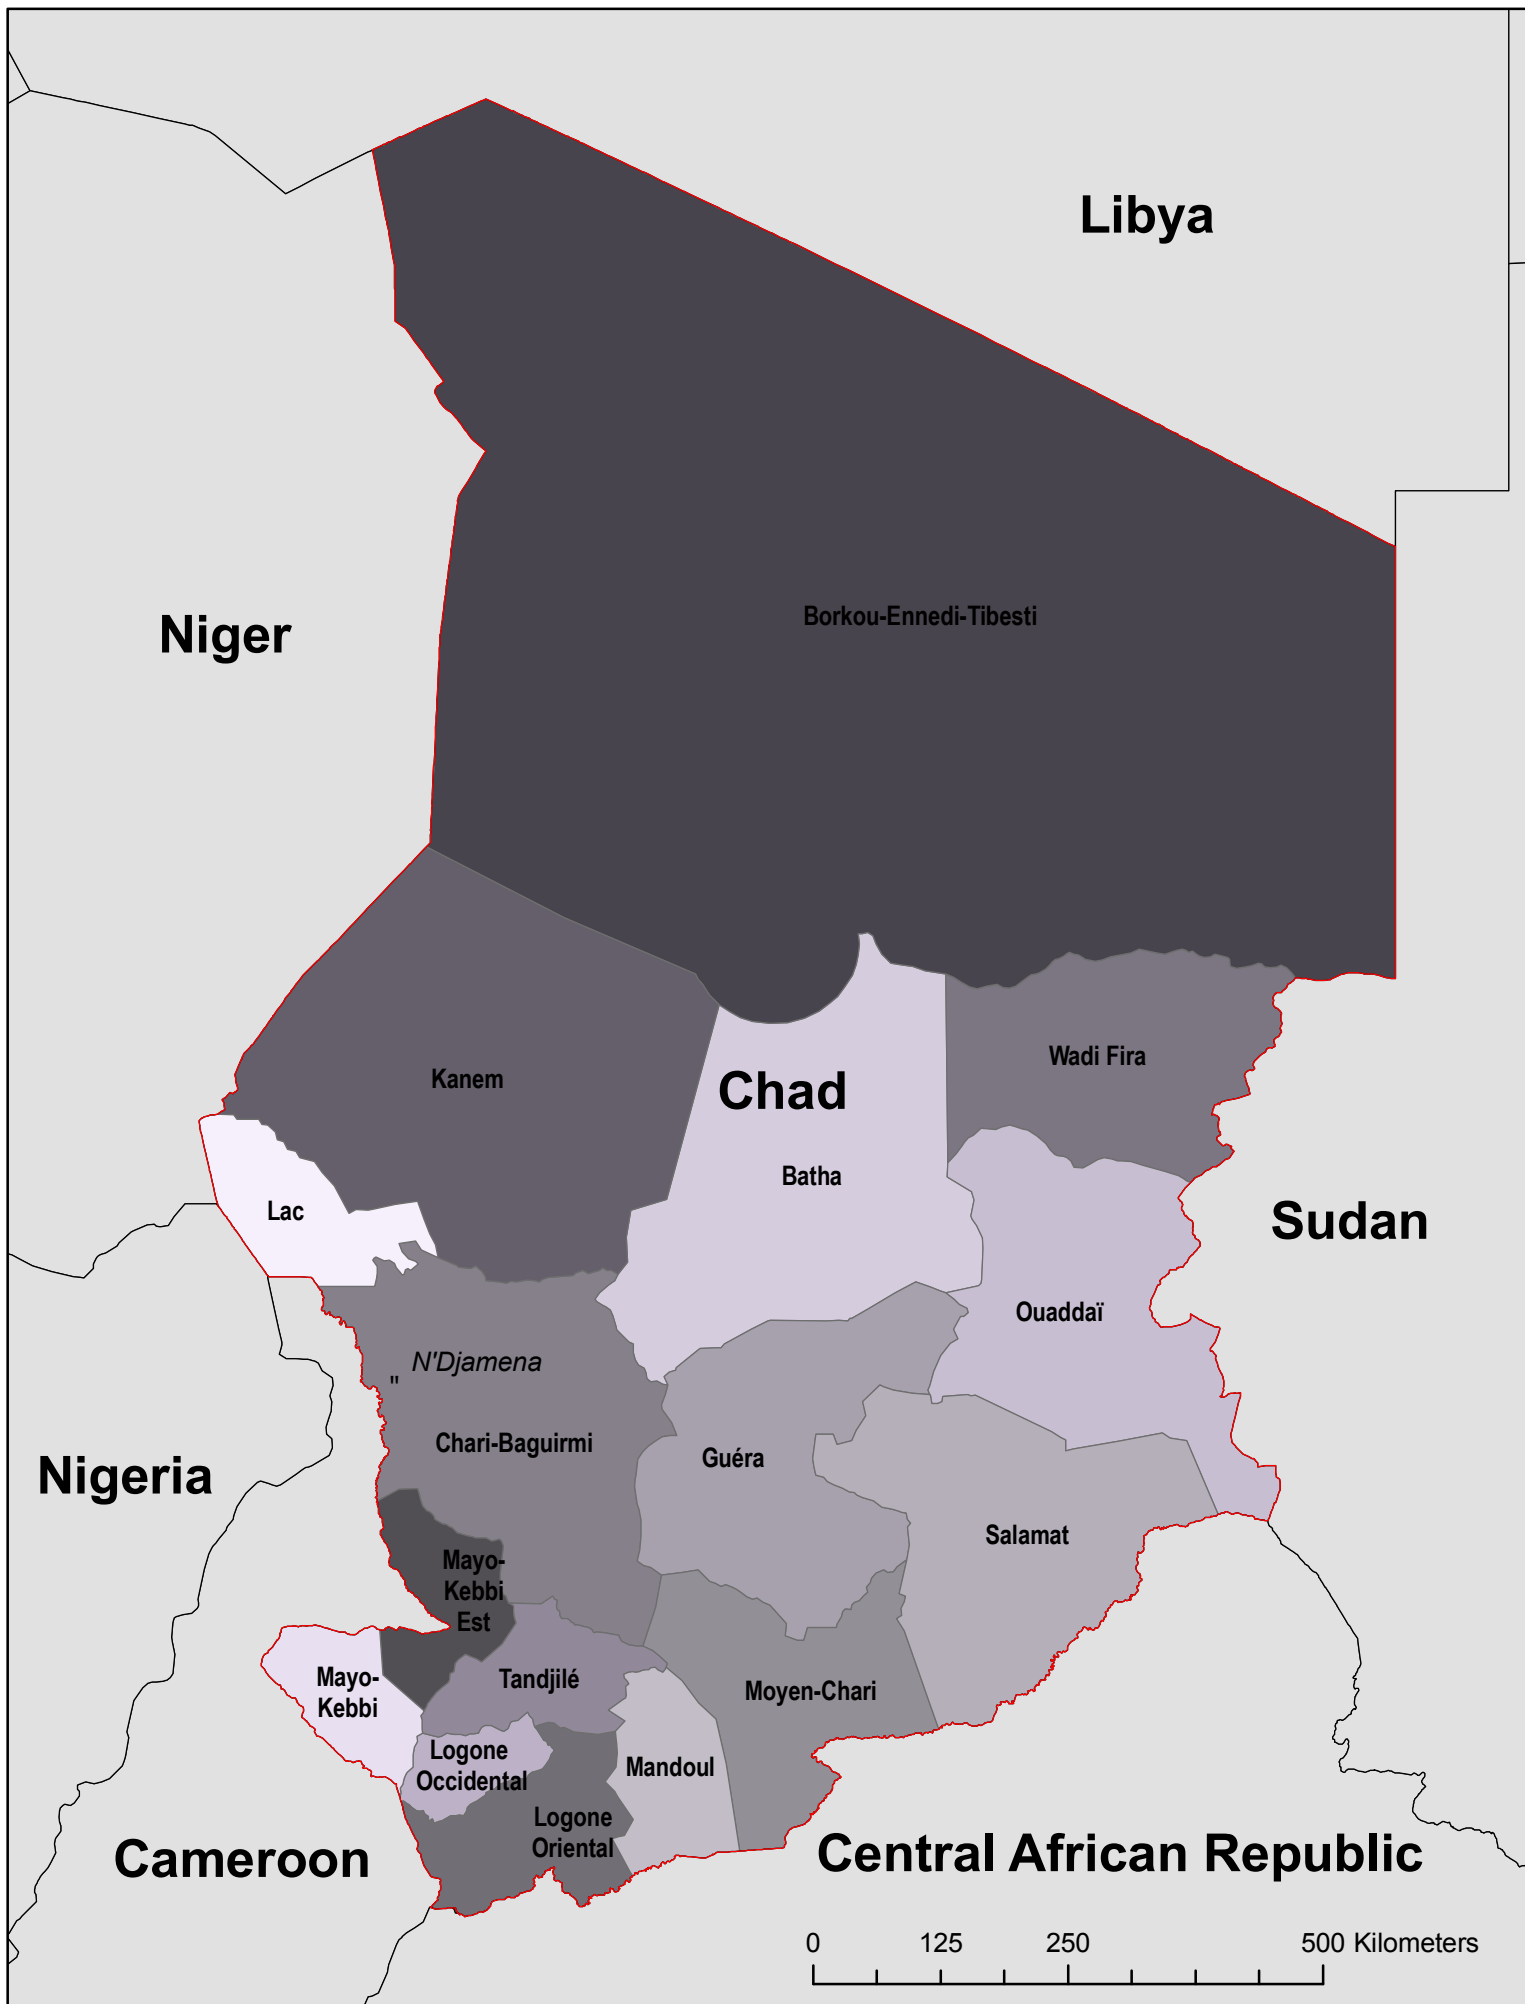 Libya
Niger
Borkou-Ennedi-Tibesti
Wadi Fira
Kanem
Chad
Batha
Lac
Sudan
Ouaddaï
N'Djamena
"
Chari-Baguirmi
Guéra
Nigeria
Salamat
Mayo-
Kebbi
Est
Mayo-
Kebbi
Tandjilé
Moyen-Chari
Logone
Occidental
Mandoul
Logone
Oriental
Cameroon
Central African Republic
0 125 250 500 Kilometers